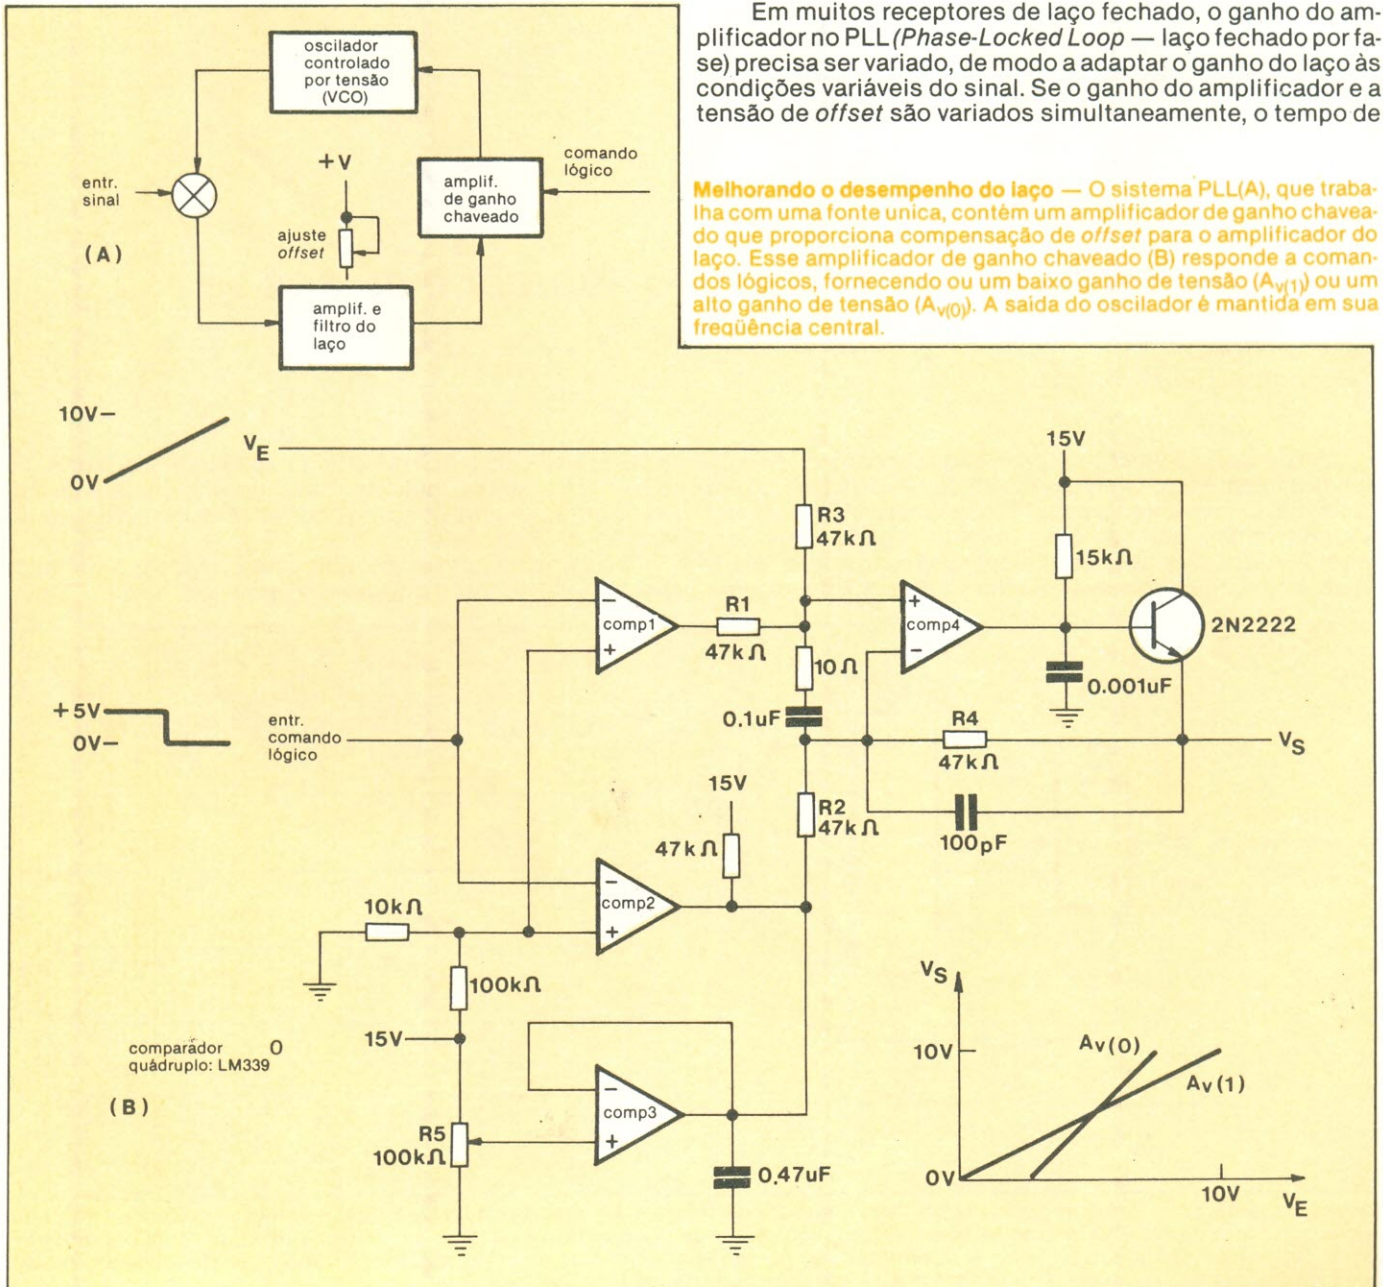 Em muitos receptores de laço fechado, o ganho do am-
plificador no PLL (Phase-Locked Loop — laço fechado por fa-
se) precisa ser variado, de modo a adaptar o ganho do laço às
condições variáveis do sinal. Se o ganho do amplificador e a
tensão de offset são variados simultaneamente, o tempo de
Melhorando o desempenho do laço — O sistema PLL(A), que traba-
lha com uma fonte unica, contém um amplificador de ganho chavea-
do que proporciona compensação de offset para o amplificador do
laço. Esse amplificador de ganho chaveado (B) responde a coman-
dos lógicos, fornecendo ou um baixo ganho de tensão (Av(1)) ou um
alto ganho de tensão (Av(0)). A saida do oscilador é mantida em sua
freqüência central.
oscilador
controlado
por tensão
(VCO)
+V
entr.
sinal
ajuste
offset
amplif.
de ganho
chaveado
comando
lógico
(A)
amplif. e
filtro do
laço
10V
0V
VE
R3
47kΩ
15V
15kΩ
2N2222
0.001uF
comp1
R1
47kΩ
10Ω
0.1uF
comp4
R4
47kΩ
100pF
VS
+5V
0V
entr.
comando
lógico
15V
47kΩ
R2
47kΩ
comp2
10kΩ
100kΩ
15V
comparador 0
quádruplo: LM339
(B)
R5
100kΩ
comp3
0.47uF
VS
10V
Av(0)
Av(1)
0V
10V
VE
- +
- +
- +
+ -